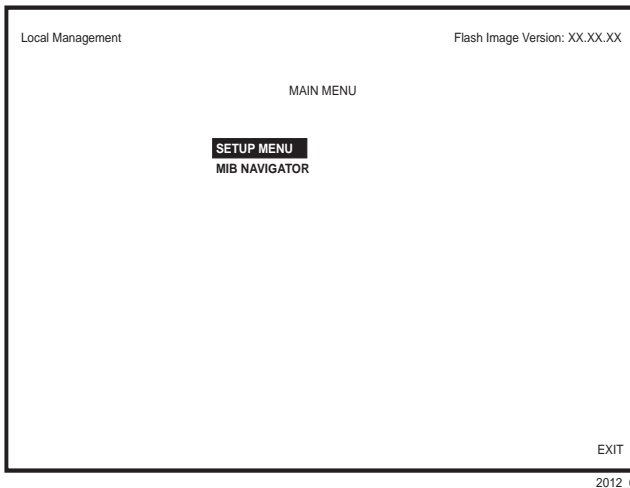 Local Management Flash Image Version: XX.XX.XX
MAIN MENU
SETUP MENU
MIB NAVIGATOR
EXIT
2012